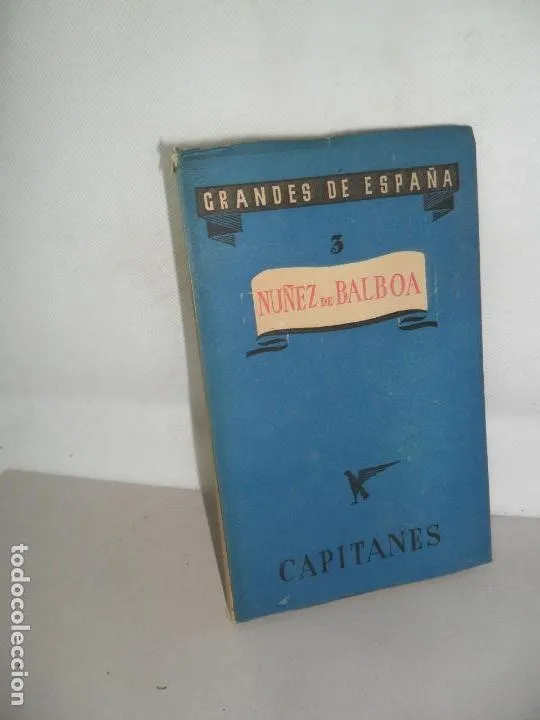 GRANDES DE ESPAÑA
3
NUÑEZ DE BALBOA
CAPITANES
todocoleccion